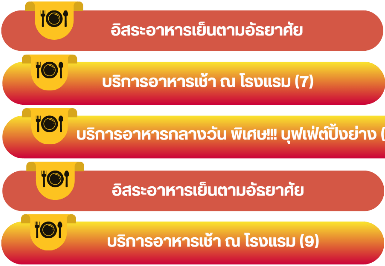 อิสระอาหารเย็นตามอัธยาศัย
บริการอาหารเช้า ณ โรงแรม (7)
บริการอาหารกลางวัน พิเศษ!!! บุฟเฟ่ต์ปิ้งย่าง (
อิสระอาหารเย็นตามอัธยาศัย
บริการอาหารเช้า ณ โรงแรม (9)